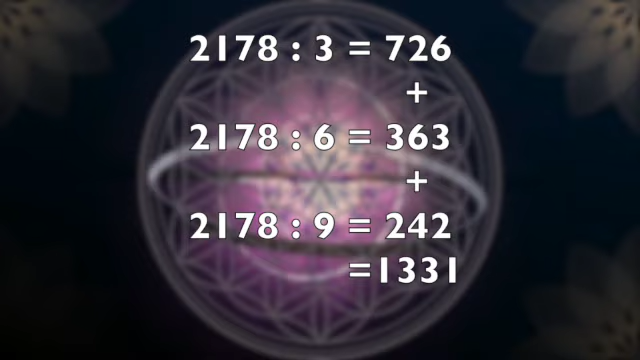 2178 : 3 = 726
+
2178 : 6 = 363
+
2178 : 9 = 242
=1331